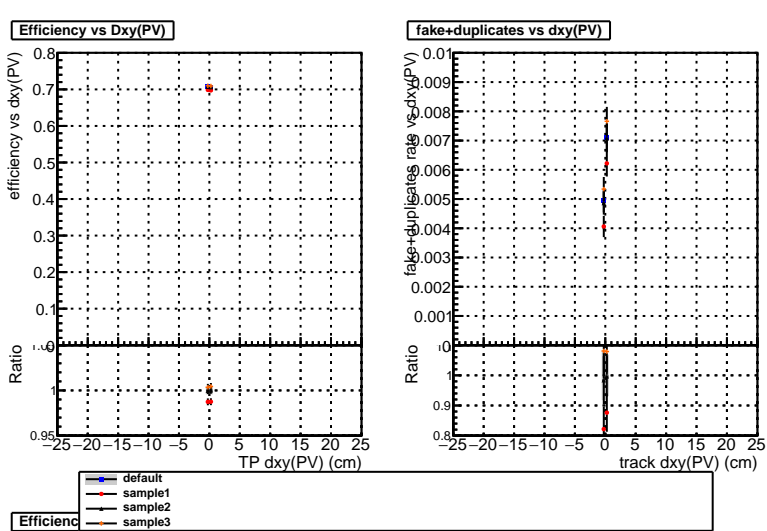 Efficiency vs Dxy(PV)
efficiency vs dxy(PV)
0.8
0.7
0.6
0.5
0.4
0.3
0.2
0.1
0
Ratio
1
0.95
−25 −20 −15 −10 −5 0 5 10 15 20 25
TP dxy(PV) (cm)
fake+duplicates vs dxy(PV)
fake+duplicates rate vs dxy(PV)
0.01
0.009
0.008
0.007
0.006
0.005
0.004
0.003
0.002
0.001
0
Ratio
1
0.9
0.8
−25 −20 −15 −10 −5 0 5 10 15 20 25
track dxy(PV) (cm)
default
sample1
sample2
sample3
Efficienc